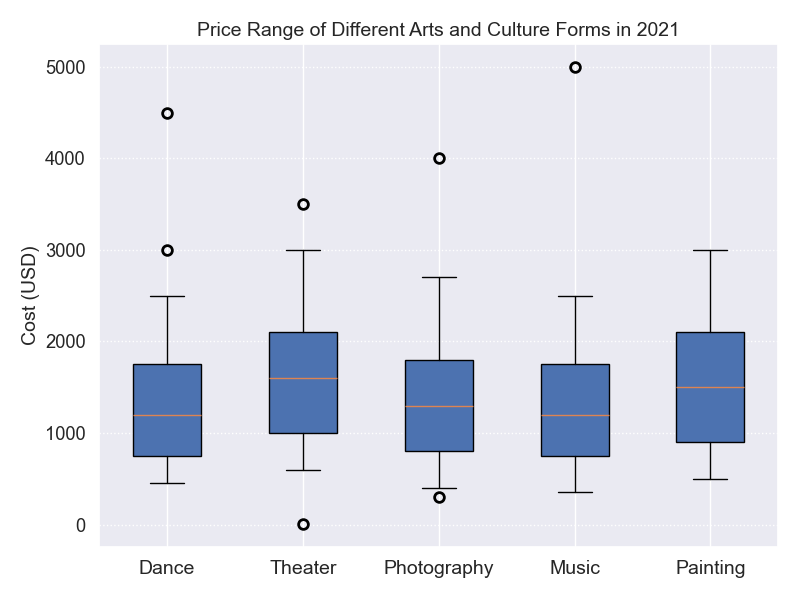 Price Range of Different Arts and Culture Forms in 2021
Cost (USD)
5000
4000
3000
2000
1000
0
Dance
Theater
Photography
Music
Painting